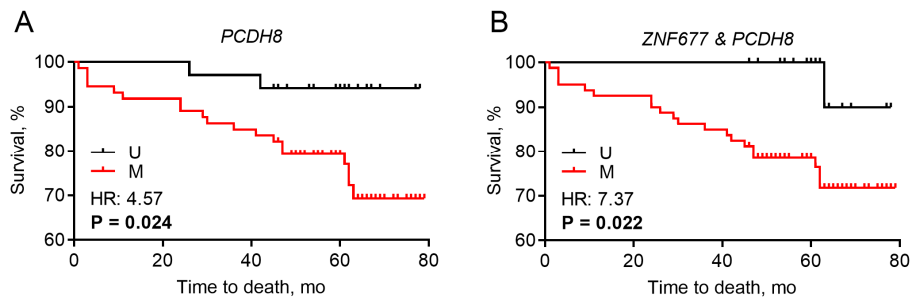 A
PCDH8
100
90
80
70
60
Survival, %
U
M
HR: 4.57
P = 0.024
0 20 40 60 80
Time to death, mo
B
ZNF677 & PCDH8
100
90
80
70
60
Survival, %
U
M
HR: 7.37
P = 0.022
0 20 40 60 80
Time to death, mo